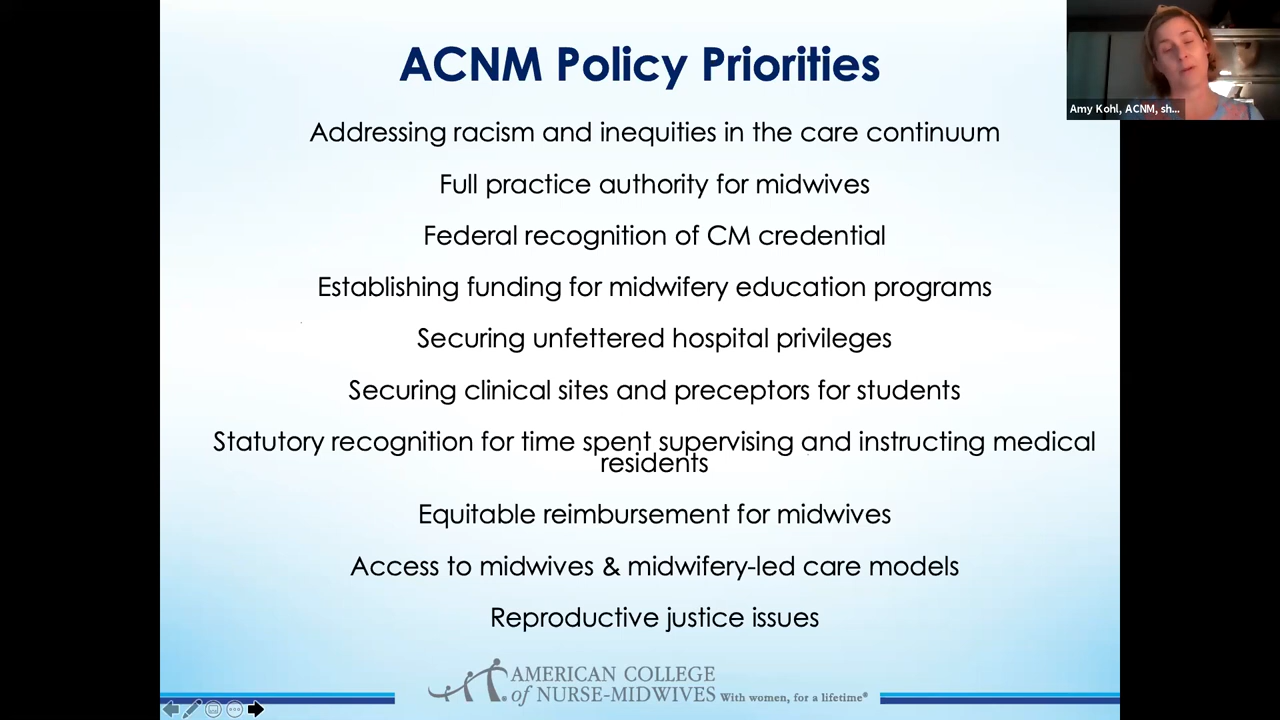 ACNM Policy Priorities
Amy Kohl, ACNM, sh...
Addressing racism and inequities in the care continuum
Full practice authority for midwives
Federal recognition of CM credential
Establishing funding for midwifery education programs
Securing unfettered hospital privileges
Securing clinical sites and preceptors for students
Statutory recognition for time spent supervising and instructing medical
residents
Equitable reimbursement for midwives
Access to midwives & midwifery-led care models
Reproductive justice issues
AMERICAN COLLEGE
of NURSE-MIDWIVES With women, for a lifetime®